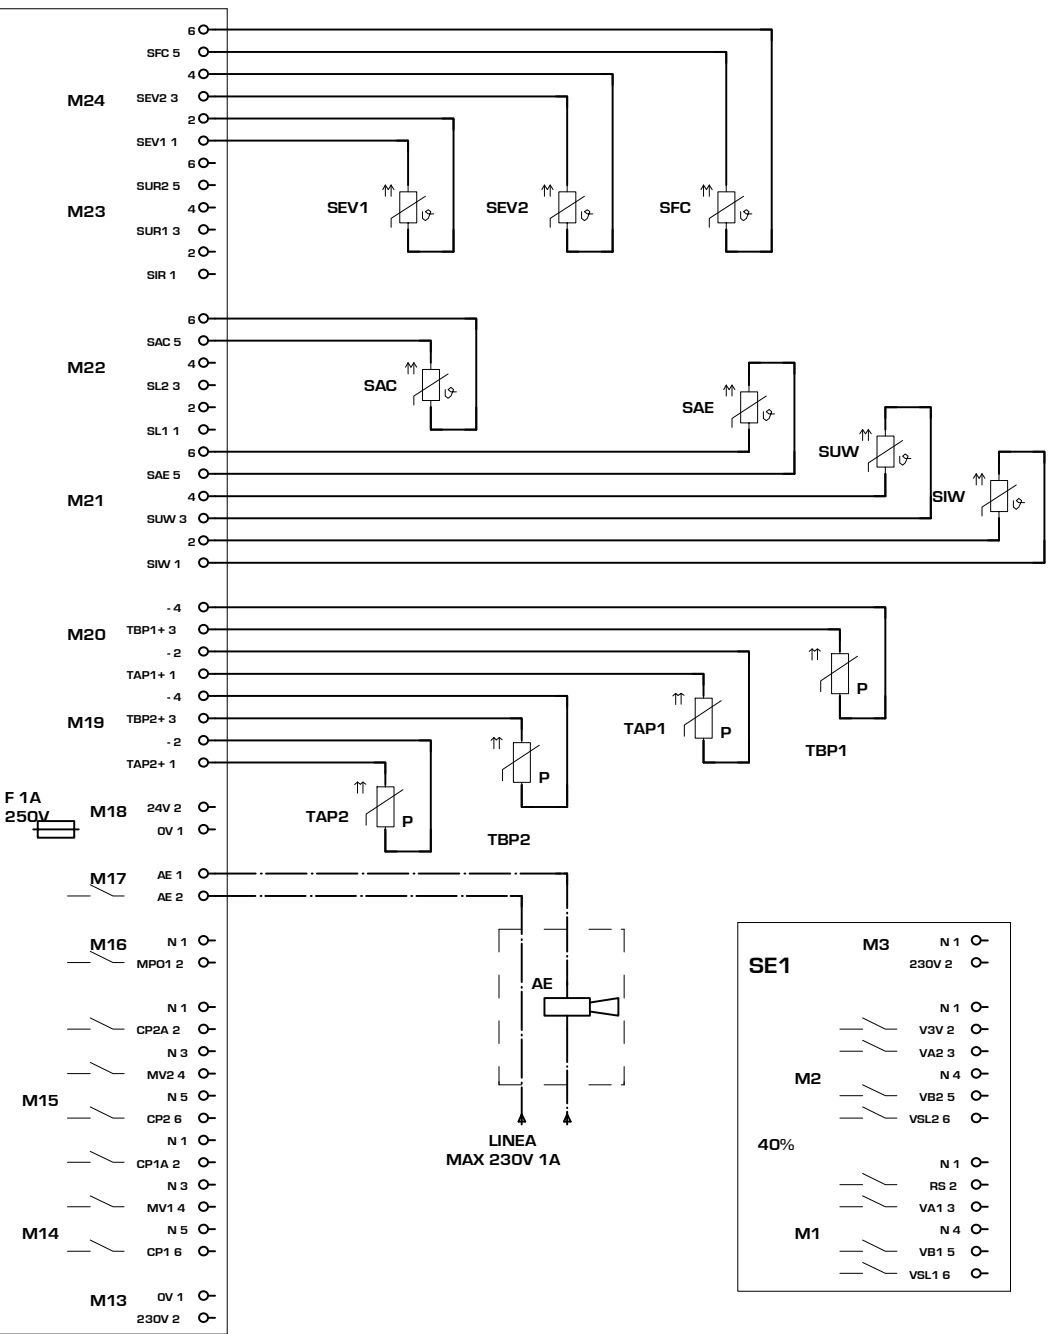 6
SFC 5
4
M24
SEV2 3
2
SEV1 1
6
SUR2 5
SEV1 ϑ
SEV2 ϑ
SFC ϑ
M23
4
SUR1 3
2
SIR 1
6
SAC 5
M22
4
SL2 3
SAC ϑ
2
SAE ϑ
SL1 1
6
SUW ϑ
SAE 5
M21
4
SIW ϑ
SUW 3
2
SIW 1
- 4
M20
TBP1+ 3
- 2
TAP1+ 1
P
- 4
M19
TBP2+ 3
TAP1 P
- 2
TBP1
TAP2+ 1
P
F 1A
250V
M18
24V 2
0V 1
TAP2 P
TBP2
M17
AE 1
AE 2
M16
N 1
MPO1 2
AE
N 1
CP2A 2
N 3
MV2 4
M15
N 5
CP2 6
N 1
CP1A 2
N 3
MV1 4
M14
N 5
CP1 6
M13
0V 1
230V 2
LINEA
MAX 230V 1A
SE1
M3
N 1
230V 2
N 1
V3V 2
VA2 3
M2
N 4
VB2 5
VSL2 6
40%
N 1
RS 2
VA1 3
M1
N 4
VB1 5
VSL1 6